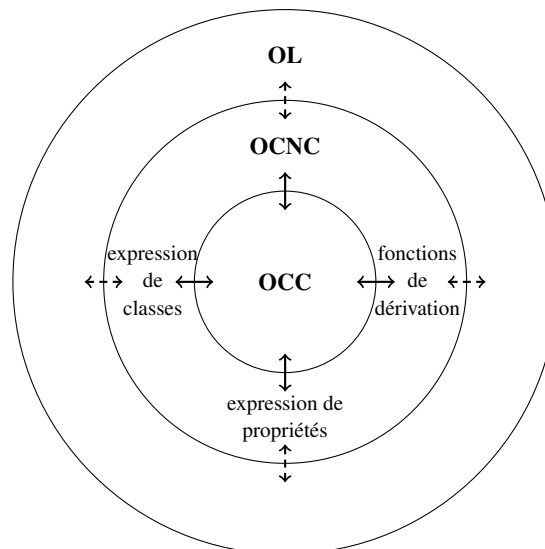 OL
OCNC
expression
de
classes
OCC
fonctions
de
dérivation
expression de
propriétés